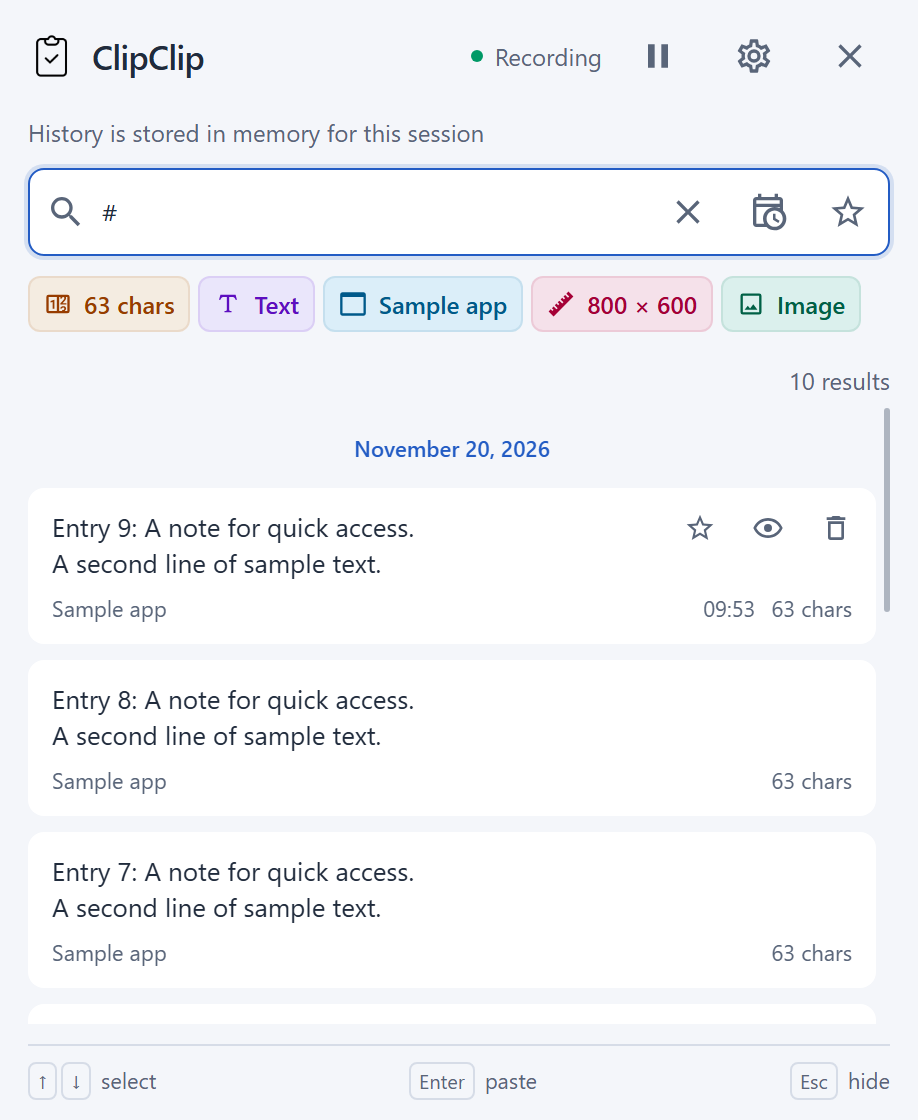 ClipClip
Recording
History is stored in memory for this session
#
63 chars
Text
Sample app
800 × 600
Image
10 results
November 20, 2026
Entry 9: A note for quick access.
A second line of sample text.
Sample app 09:53 63 chars
Entry 8: A note for quick access.
A second line of sample text.
Sample app 63 chars
Entry 7: A note for quick access.
A second line of sample text.
Sample app 63 chars
↑ ↓ select Enter paste Esc hide